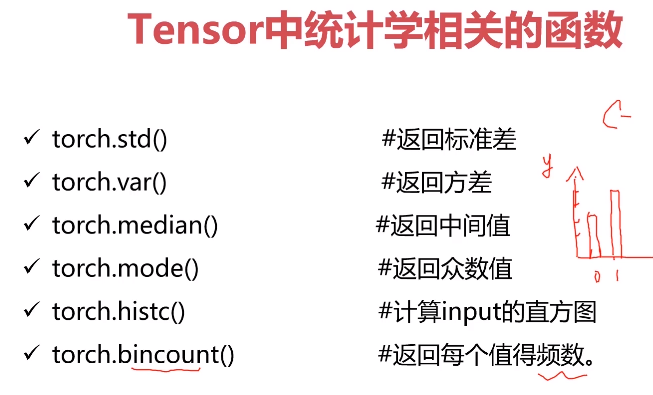 Tensor中统计学相关的函数
✓ torch.std() #返回标准差
✓ torch.var() #返回方差
✓ torch.median() #返回中间值
✓ torch.mode() #返回众数值
✓ torch.histc() #计算input的直方图
✓ torch.bincount() #返回每个值得频数。
y
0 1